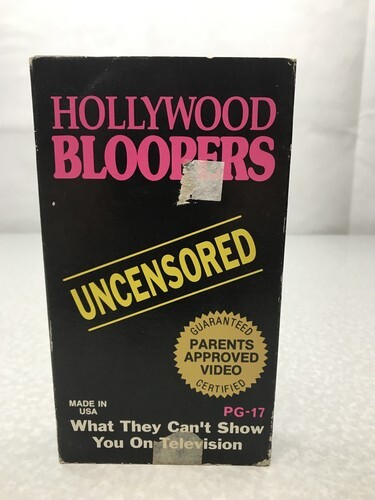 HOLLYWOOD
BLOOPERS
UNCENSORED
GUARANTEED
PARENTS
APPROVED
VIDEO
CERTIFIED
MADE IN
USA
PG-17
What They Can't Show
You On Television